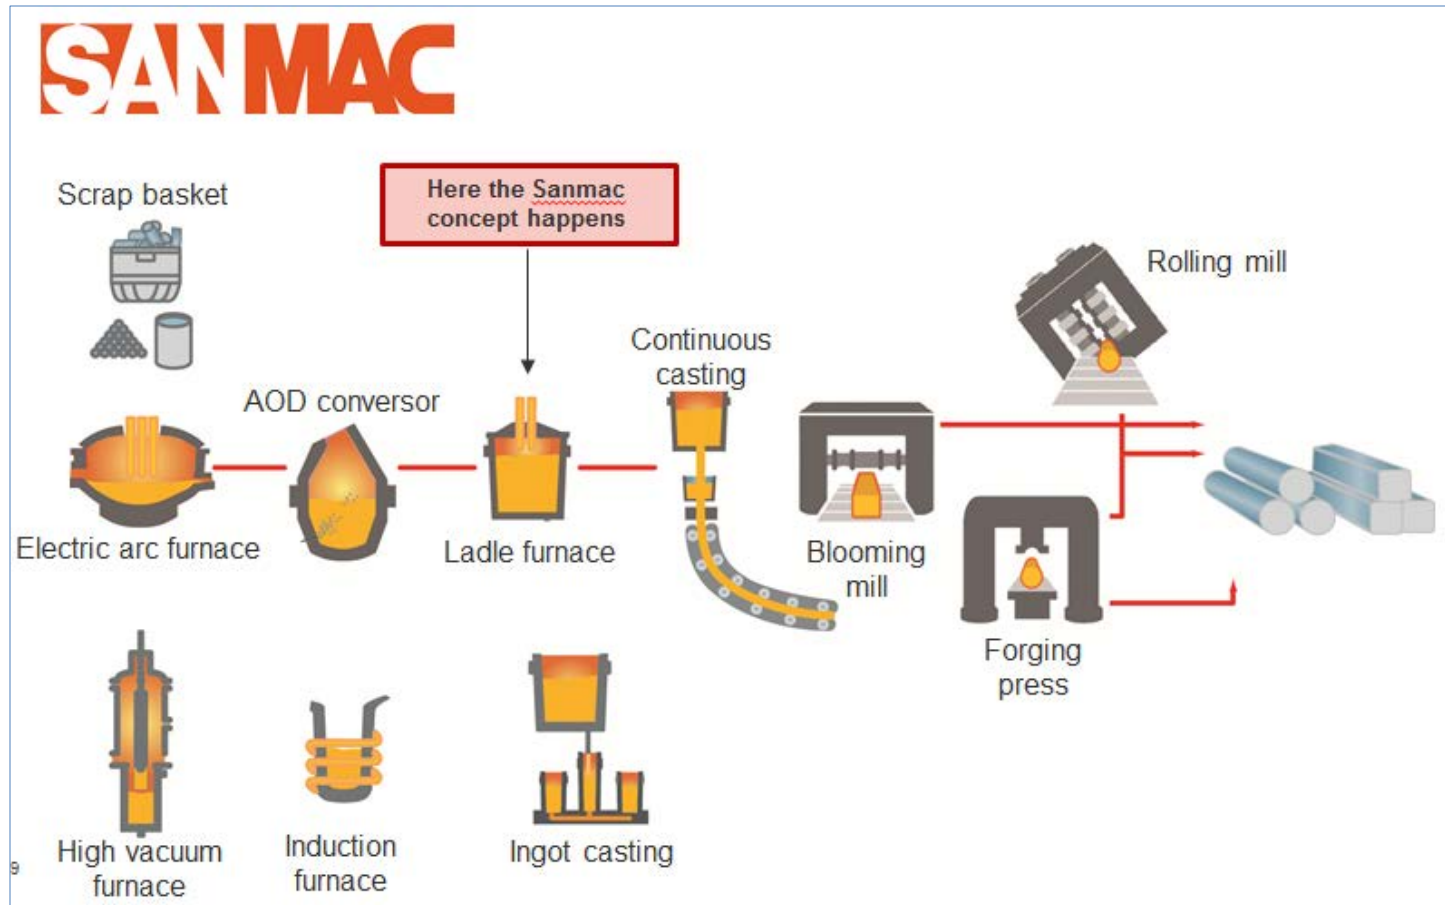 SANMAC
Scrap basket
Here the Sanmac
concept happens
Rolling mill
Continuous
casting
AOD conversor
Electric arc furnace
Ladle furnace
Blooming
mill
Forging
press
High vacuum
furnace
Induction
furnace
Ingot casting
9